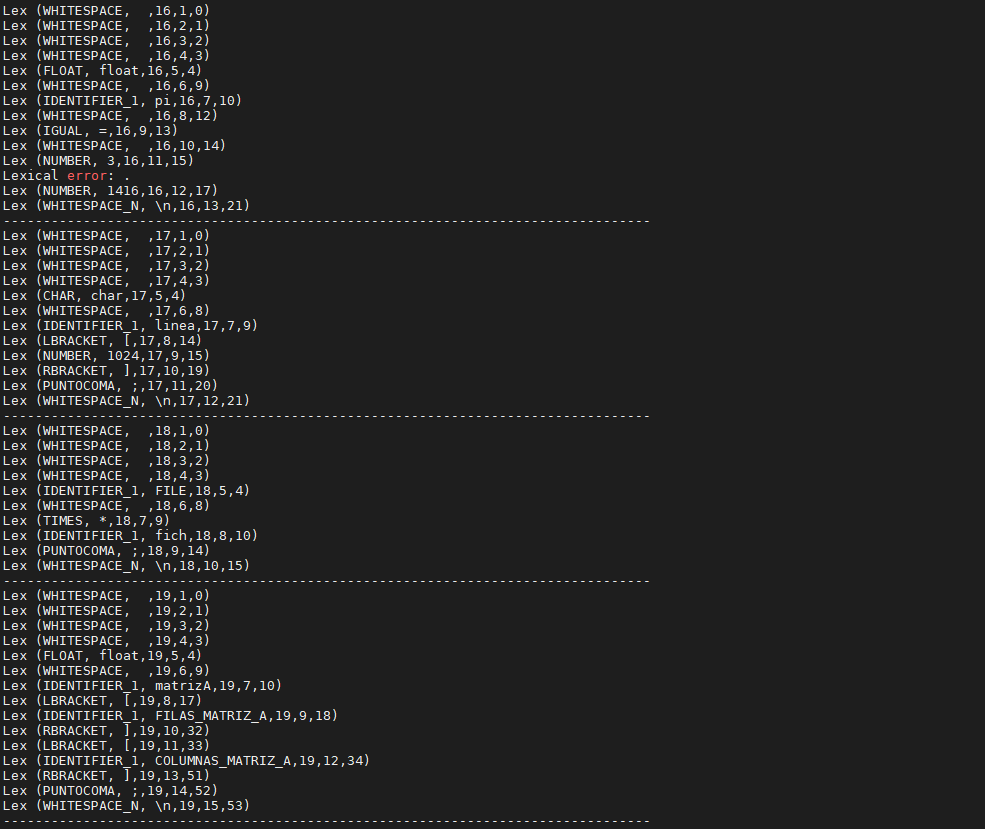 Lex (WHITESPACE,  ,16,1,0)
Lex (WHITESPACE,  ,16,2,1)
Lex (WHITESPACE,  ,16,3,2)
Lex (WHITESPACE,  ,16,4,3)
Lex (FLOAT, float,16,5,4)
Lex (WHITESPACE,  ,16,6,9)
Lex (IDENTIFIER_1, pi,16,7,10)
Lex (WHITESPACE,  ,16,8,12)
Lex (IGUAL, =,16,9,13)
Lex (WHITESPACE,  ,16,10,14)
Lex (NUMBER, 3,16,11,15)
Lexical error: .
Lex (NUMBER, 1416,16,12,17)
Lex (WHITESPACE_N, \n,16,13,21)
---------------------------------------------------------------------------------
Lex (WHITESPACE,  ,17,1,0)
Lex (WHITESPACE,  ,17,2,1)
Lex (WHITESPACE,  ,17,3,2)
Lex (WHITESPACE,  ,17,4,3)
Lex (CHAR, char,17,5,4)
Lex (WHITESPACE,  ,17,6,8)
Lex (IDENTIFIER_1, linea,17,7,9)
Lex (LBRACKET, [,17,8,14)
Lex (NUMBER, 1024,17,9,15)
Lex (RBRACKET, ],17,10,19)
Lex (PUNTOCOMA, ;,17,11,20)
Lex (WHITESPACE_N, \n,17,12,21)
---------------------------------------------------------------------------------
Lex (WHITESPACE,  ,18,1,0)
Lex (WHITESPACE,  ,18,2,1)
Lex (WHITESPACE,  ,18,3,2)
Lex (WHITESPACE,  ,18,4,3)
Lex (IDENTIFIER_1, FILE,18,5,4)
Lex (WHITESPACE,  ,18,6,8)
Lex (TIMES, *,18,7,9)
Lex (IDENTIFIER_1, fich,18,8,10)
Lex (PUNTOCOMA, ;,18,9,14)
Lex (WHITESPACE_N, \n,18,10,15)
---------------------------------------------------------------------------------
Lex (WHITESPACE,  ,19,1,0)
Lex (WHITESPACE,  ,19,2,1)
Lex (WHITESPACE,  ,19,3,2)
Lex (WHITESPACE,  ,19,4,3)
Lex (FLOAT, float,19,5,4)
Lex (WHITESPACE,  ,19,6,9)
Lex (IDENTIFIER_1, matrizA,19,7,10)
Lex (LBRACKET, [,19,8,17)
Lex (IDENTIFIER_1, FILAS_MATRIZ_A,19,9,18)
Lex (RBRACKET, ],19,10,32)
Lex (LBRACKET, [,19,11,33)
Lex (IDENTIFIER_1, COLUMNAS_MATRIZ_A,19,12,34)
Lex (RBRACKET, ],19,13,51)
Lex (PUNTOCOMA, ;,19,14,52)
Lex (WHITESPACE_N, \n,19,15,53)
---------------------------------------------------------------------------------